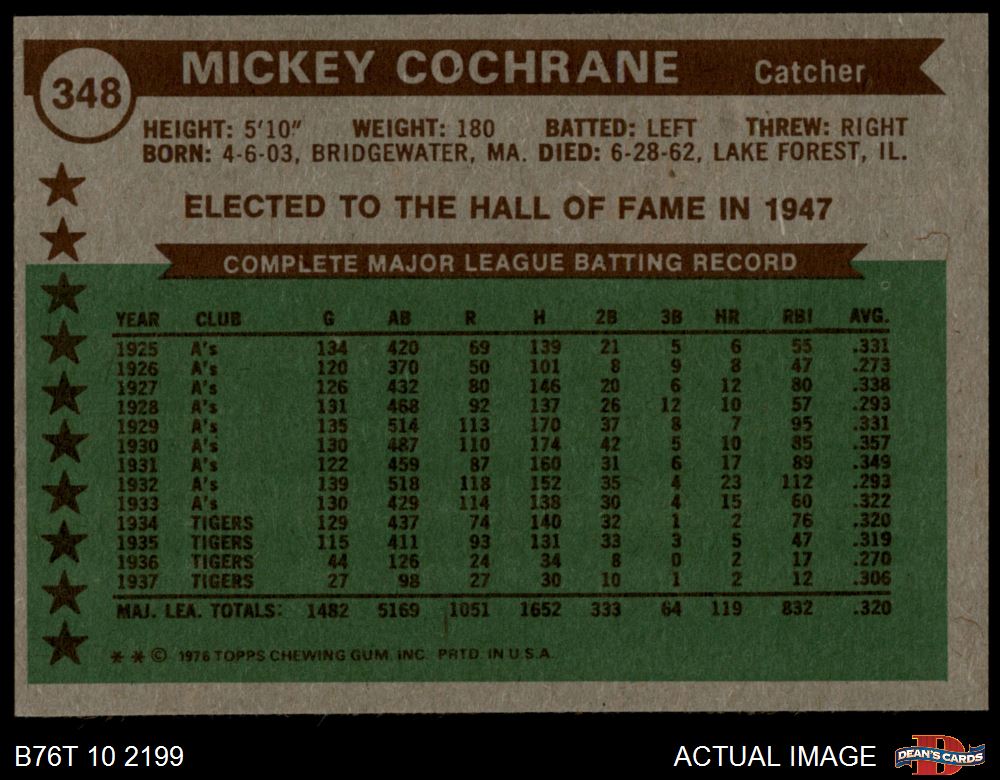 348
MICKEY COCHRANE Catcher
HEIGHT: 5'10" WEIGHT: 180 BATTED: LEFT THREW: RIGHT
BORN: 4-6-03, BRIDGEWATER, MA. DIED: 6-28-62, LAKE FOREST, IL.
ELECTED TO THE HALL OF FAME IN 1947
COMPLETE MAJOR LEAGUE BATTING RECORD
YEAR CLUB G AB R H 2B 3B HR RBI AVG.
1925 A's 134 420 69 139 21 5 6 55 .331
1926 A's 120 370 50 101 8 9 8 47 .273
1927 A's 126 432 80 146 20 6 12 80 .338
1928 A's 131 468 92 137 26 12 10 57 .293
1929 A's 135 514 113 170 37 8 7 95 .331
1930 A's 130 487 110 174 42 5 10 85 .357
1931 A's 122 459 87 160 31 6 17 89 .349
1932 A's 139 518 118 152 35 4 23 112 .293
1933 A's 130 429 114 138 30 4 15 60 .322
1934 TIGERS 129 437 74 140 32 1 2 76 .320
1935 TIGERS 115 411 93 131 33 3 5 47 .319
1936 TIGERS 44 126 24 34 8 0 2 17 .270
1937 TIGERS 27 98 27 30 10 1 2 12 .306
MAJ. LEA. TOTALS: 1482 5169 1051 1652 333 64 119 832 .320
* * © 1976 TOPPS CHEWING GUM, INC. PRTD. IN U.S.A.
B76T 10 2199 ACTUAL IMAGE
D
DEAN'S CARDS